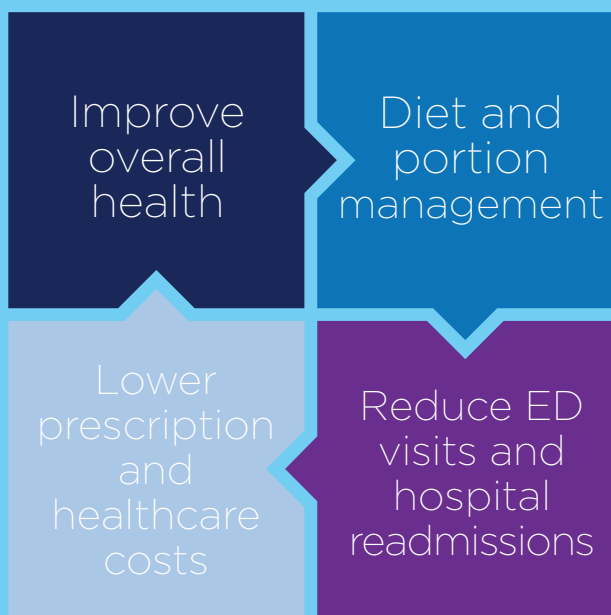 Improve
overall
health
Diet and
portion
management
Lower
prescription
and
healthcare
costs
Reduce ED
visits and
hospital
readmissions